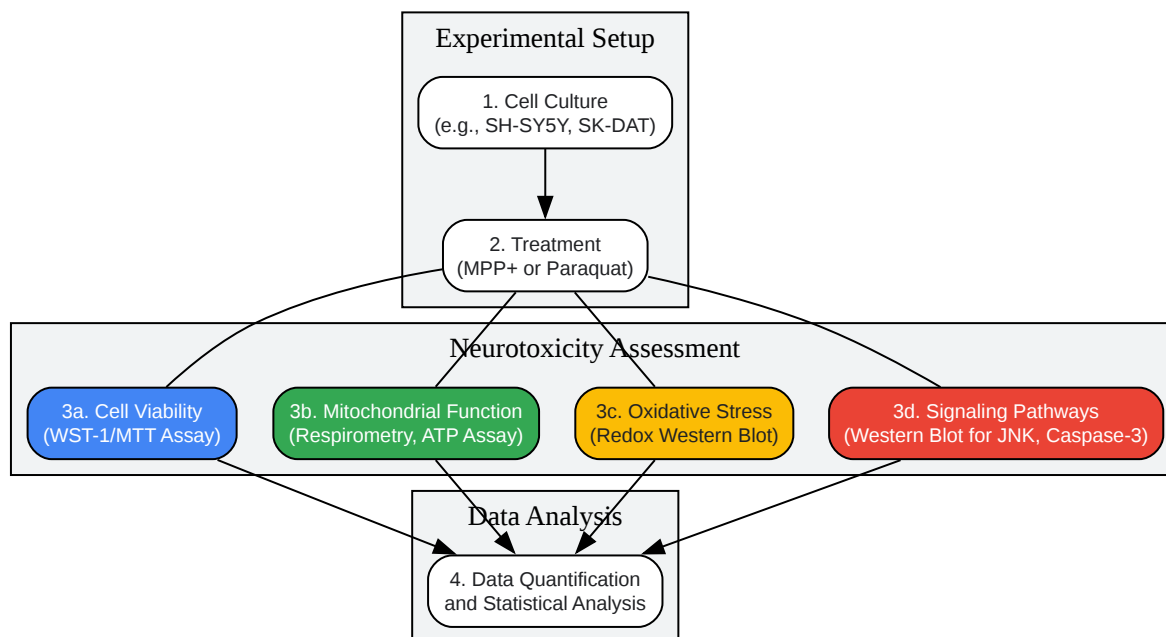 Experimental Setup
1. Cell Culture
(e.g., SH-SY5Y, SK-DAT)
2. Treatment
(MPP+ or Paraquat)
Neurotoxicity Assessment
3a. Cell Viability
(WST-1/MTT Assay)
3b. Mitochondrial Function
(Respirometry, ATP Assay)
3c. Oxidative Stress
(Redox Western Blot)
3d. Signaling Pathways
(Western Blot for JNK, Caspase-3)
Data Analysis
4. Data Quantification
and Statistical Analysis